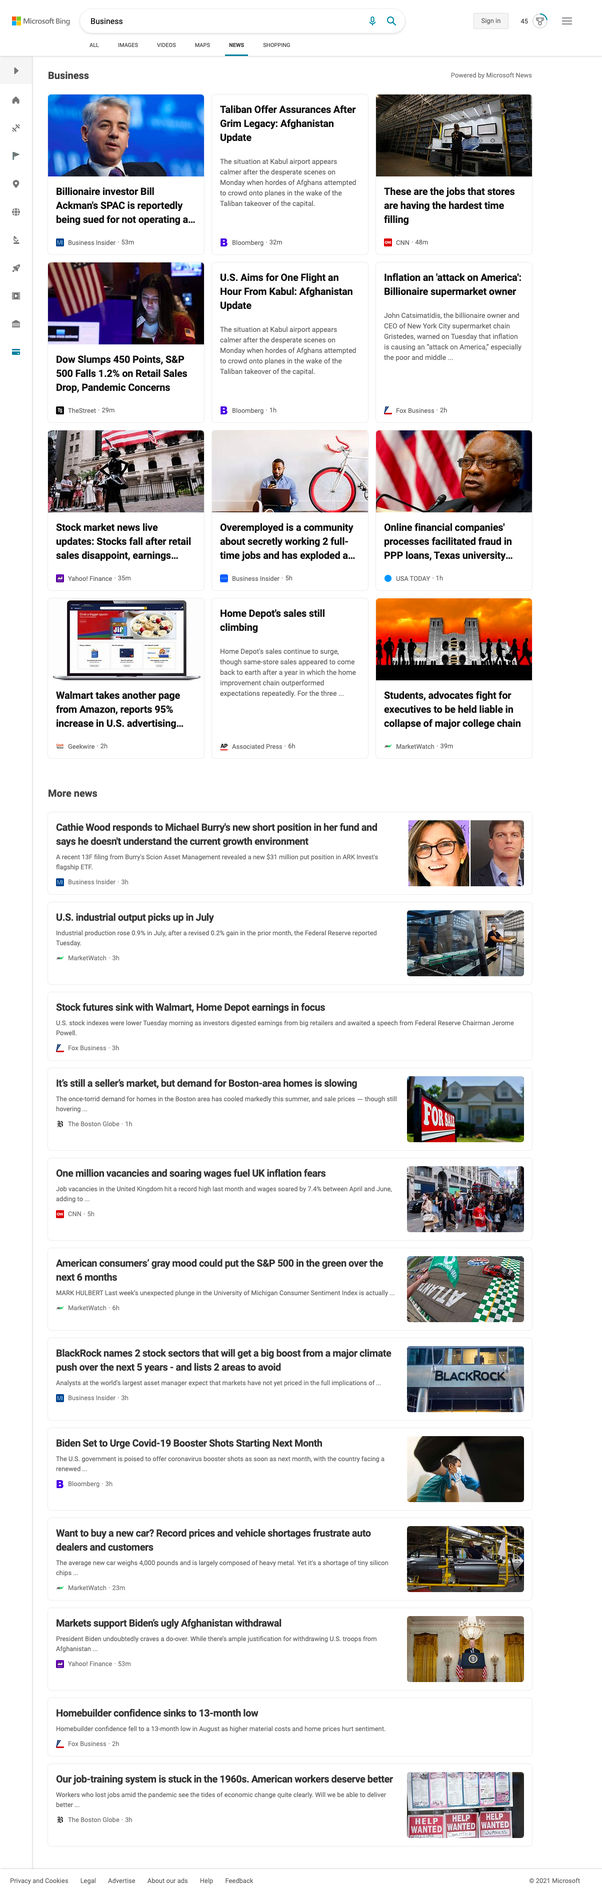 Microsoft Bing
Business
Sign in
45
ALL IMAGES VIDEOS MAPS NEWS SHOPPING
Business
Powered by Microsoft News
Billionaire investor Bill
Ackman's SPAC is reportedly
being sued for not operating a...
Business Insider · 53m
Taliban Offer Assurances After
Grim Legacy: Afghanistan
Update
The situation at Kabul airport appears
calmer after the desperate scenes on
Monday when hordes of Afghans attempted
to crowd onto planes in the wake of the
Taliban takeover of the capital.
Bloomberg · 32m
These are the jobs that stores
are having the hardest time
filling
CNN · 48m
Dow Slumps 450 Points, S&P
500 Falls 1.2% on Retail Sales
Drop, Pandemic Concerns
TheStreet · 29m
U.S. Aims for One Flight an
Hour From Kabul: Afghanistan
Update
The situation at Kabul airport appears
calmer after the desperate scenes on
Monday when hordes of Afghans attempted
to crowd onto planes in the wake of the
Taliban takeover of the capital.
Bloomberg · 1h
Inflation an 'attack on America':
Billionaire supermarket owner
John Catsimatidis, the billionaire owner and
CEO of New York City supermarket chain
Gristedes, warned on Tuesday that inflation
is causing an "attack on America," especially
the poor and middle ...
Fox Business · 2h
Stock market news live
updates: Stocks fall after retail
sales disappoint, earnings...
Yahoo! Finance · 35m
Overemployed is a community
about secretly working 2 full-
time jobs and has exploded a...
Business Insider · 5h
Online financial companies'
processes facilitated fraud in
PPP loans, Texas university...
USA TODAY · 1h
Walmart takes another page
from Amazon, reports 95%
increase in U.S. advertising...
Geekwire · 2h
Home Depot's sales still
climbing
Home Depot's sales continue to surge,
though same-store sales appeared to come
back to earth after a year in which the home
improvement chain outperformed
expectations repeatedly. For the three ...
AP Associated Press · 6h
Students, advocates fight for
executives to be held liable in
collapse of major college chain
MarketWatch · 39m
More news
Cathie Wood responds to Michael Burry's new short position in her fund and
says he doesn't understand the current growth environment
A recent 13F filing from Burry's Scion Asset Management revealed a new $31 million put position in ARK Invest's
flagship ETF.
Business Insider · 3h
U.S. industrial output picks up in July
Industrial production rose 0.9% in July, after a revised 0.2% gain in the prior month, the Federal Reserve reported
Tuesday.
MarketWatch · 3h
Stock futures sink with Walmart, Home Depot earnings in focus
U.S. stock indexes were lower Tuesday morning as investors digested earnings from big retailers and awaited a speech from Federal Reserve Chairman Jerome
Powell.
Fox Business · 3h
It's still a seller's market, but demand for Boston-area homes is slowing
The once-torrid demand for homes in the Boston area has cooled markedly this summer, and sale prices — though still
hovering ...
The Boston Globe · 1h
FOR SALE
One million vacancies and soaring wages fuel UK inflation fears
Job vacancies in the United Kingdom hit a record high last month and wages soared by 7.4% between April and June,
adding to ...
CNN · 5h
American consumers' gray mood could put the S&P 500 in the green over the
next 6 months
MARK HULBERT Last week's unexpected plunge in the University of Michigan Consumer Sentiment Index is actually ...
MarketWatch · 6h
BlackRock names 2 stock sectors that will get a big boost from a major climate
push over the next 5 years - and lists 2 areas to avoid
Analysts at the world's largest asset manager expect that markets have not yet priced in the full implications of ...
Business Insider · 3h
BLACKROCK
Biden Set to Urge Covid-19 Booster Shots Starting Next Month
The U.S. government is poised to offer coronavirus booster shots as soon as next month, with the country facing a
renewed ...
Bloomberg · 3h
Want to buy a new car? Record prices and vehicle shortages frustrate auto
dealers and customers
The average new car weighs 4,000 pounds and is largely composed of heavy metal. Yet it's a shortage of tiny silicon
chips ...
MarketWatch · 23m
Markets support Biden's ugly Afghanistan withdrawal
President Biden undoubtedly craves a do-over. While there's ample justification for withdrawing U.S. troops from
Afghanistan ...
Yahoo! Finance · 53m
Homebuilder confidence sinks to 13-month low
Homebuilder confidence fell to a 13-month low in August as higher material costs and home prices hurt sentiment.
Fox Business · 2h
Our job-training system is stuck in the 1960s. American workers deserve better
Workers who lost jobs amid the pandemic see the tides of economic change quite clearly. Will we be able to deliver
better ...
The Boston Globe · 3h
HELP WANTED HELP WANTED HELP WANTED
Privacy and Cookies Legal Advertise About our ads Help Feedback
© 2021 Microsoft